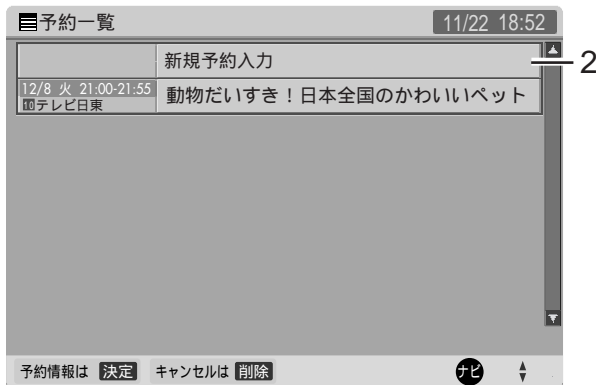 予約一覧 11/22 18:52
新規予約入力 2
12/8 火 21:00-21:55
10テレビ日東
動物だいすき！日本全国のかわいいペット
予約情報は 決定 キャンセルは 削除 ナビ